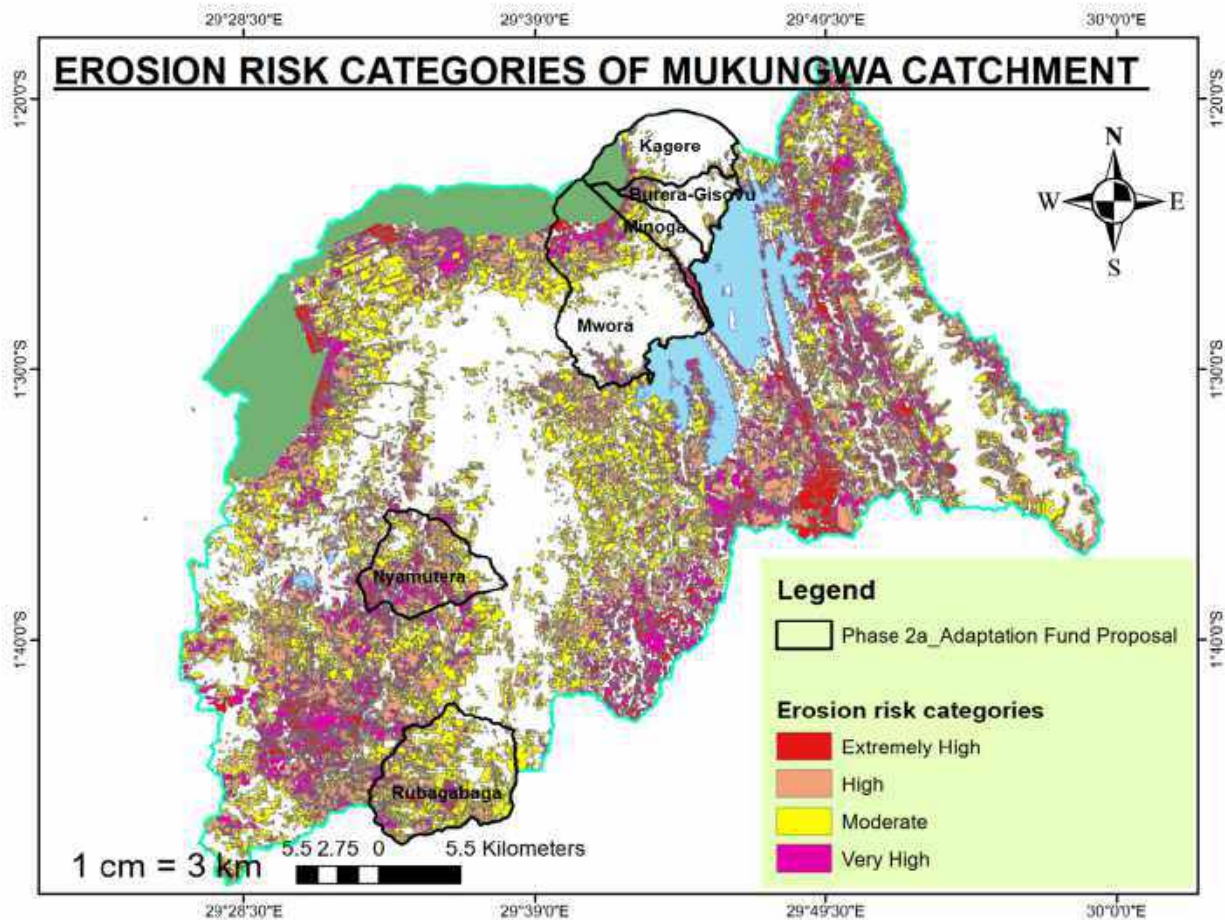 29°28'30"E 29°39'0"E 29°49'30"E 30°0'0"E
EROSION RISK CATEGORIES OF MUKUNGWA CATCHMENT
1°20'0"S 1°20'0"S
Kagere
N
Burera-Gisovu
W E
Minoga
S
Mwora
1°30'0"S 1°30'0"S
Nyamutera
Legend
Phase 2a_Adaptation Fund Proposal
1°40'0"S 1°40'0"S
Erosion risk categories
Extremely High
High
Rubagabaga
Moderate
5.5 2.75 0 5.5 Kilometers
1 cm = 3 km
Very High
29°28'30"E 29°39'0"E 29°49'30"E 30°0'0"E